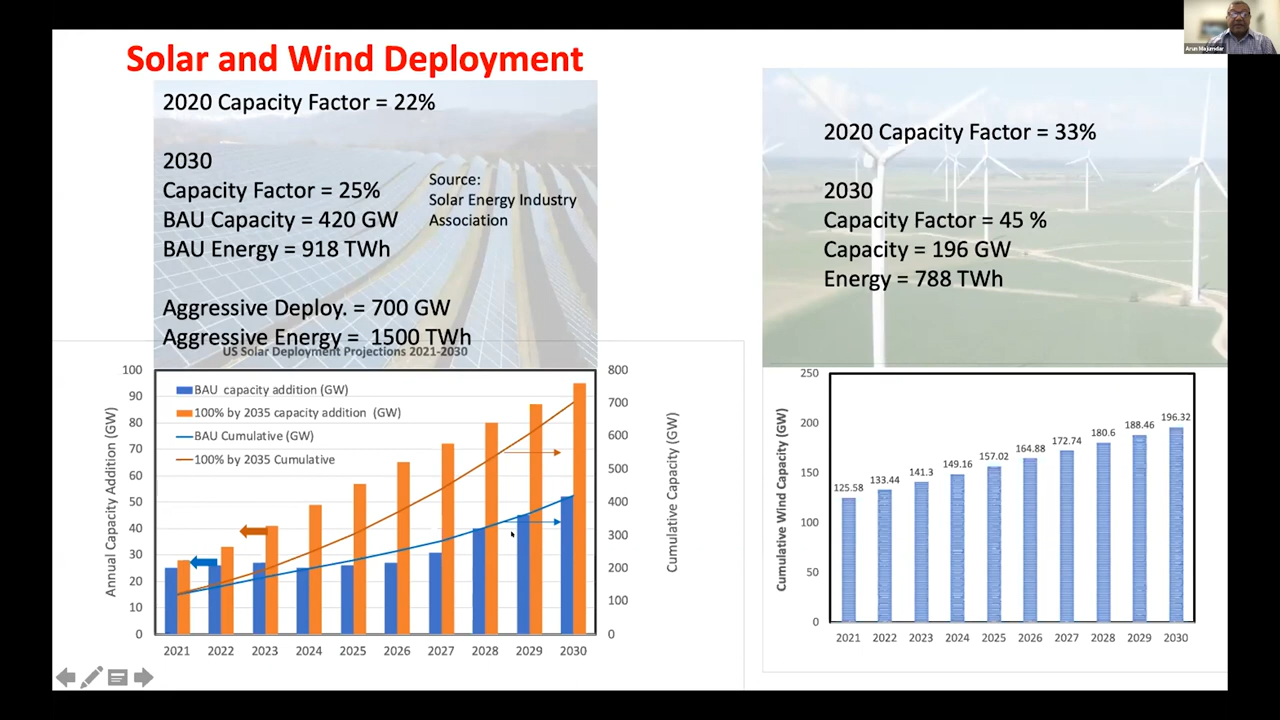 Arun Majumdar
Solar and Wind Deployment
2020 Capacity Factor = 22%
2030
Capacity Factor = 25%
BAU Capacity = 420 GW
BAU Energy = 918 TWh
Source:
Solar Energy Industry
Association
Aggressive Deploy. = 700 GW
Aggressive Energy = 1500 TWh
US Solar Deployment Projections 2021-2030
Annual Capacity Addition (GW)
100
90
80
70
60
50
40
30
20
10
0
BAU capacity addition (GW)
100% by 2035 capacity addition (GW)
BAU Cumulative (GW)
100% by 2035 Cumulative
800
700
600
500
400
300
200
100
0
Cumulative Capacity (GW)
2021 2022 2023 2024 2025 2026 2027 2028 2029 2030
2020 Capacity Factor = 33%
2030
Capacity Factor = 45 %
Capacity = 196 GW
Energy = 788 TWh
Cumulative Wind Capacity (GW)
250
200
150
100
50
0
125.58 133.44 141.3 149.16 157.02 164.88 172.74 180.6 188.46 196.32
2021 2022 2023 2024 2025 2026 2027 2028 2029 2030